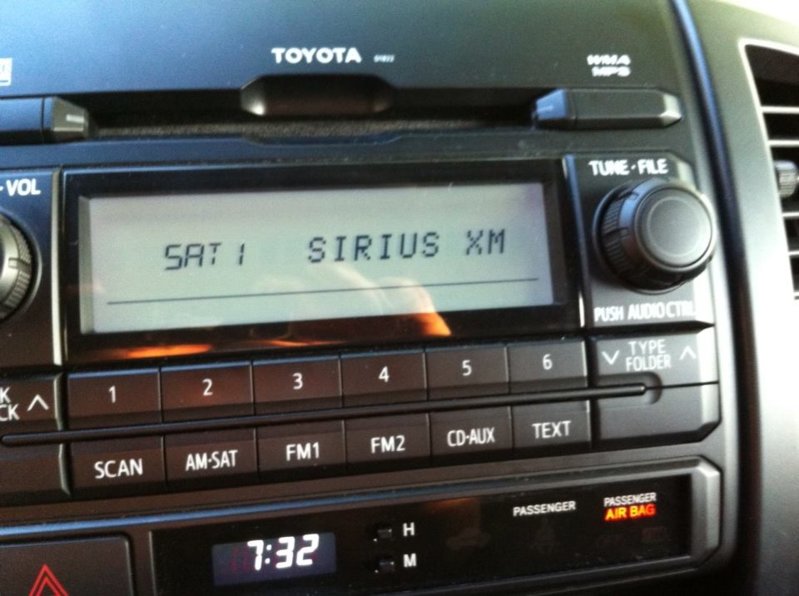 TOYOTA
WMA
MP3
VOL
TUNE·FILE
SAT1 SIRIUS XM
PUSH AUDIO CTRL
1 2 3 4 5 6
TYPE
FOLDER
SCAN AM·SAT FM1 FM2 CD·AUX TEXT
PASSENGER
PASSENGER
AIR BAG
7:32
H
M